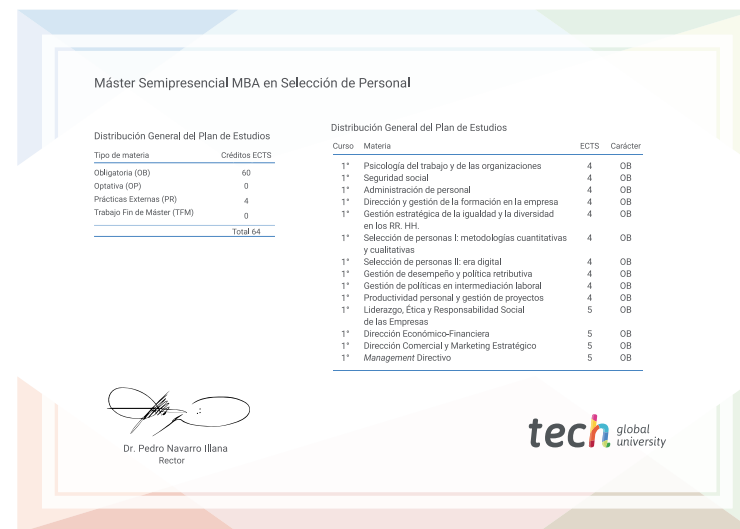 Máster Semipresencial MBA en Selección de Personal
Distribución General del Plan de Estudios
Tipo de materia Créditos ECTS
Obligatoria (OB) 60
Optativa (OP) 0
Prácticas Externas (PR) 4
Trabajo Fin de Máster (TFM) 0
Total 64
Distribución General del Plan de Estudios
Curso Materia ECTS Carácter
1º Psicología del trabajo y de las organizaciones 4 OB
1º Seguridad social 4 OB
1º Administración de personal 4 OB
1º Dirección y gestión de la formación en la empresa 4 OB
1º Gestión estratégica de la igualdad y la diversidad 4 OB
en los RR. HH.
1º Selección de personas I: metodologías cuantitativas 4 OB
y cualitativas
1º Selección de personas II: era digital 4 OB
1º Gestión de desempeño y política retributiva 4 OB
1º Gestión de políticas en intermediación laboral 4 OB
1º Productividad personal y gestión de proyectos 4 OB
1º Liderazgo, Ética y Responsabilidad Social 5 OB
de las Empresas
1º Dirección Económico-Financiera 5 OB
1º Dirección Comercial y Marketing Estratégico 5 OB
1º Management Directivo 5 OB
Dr. Pedro Navarro Illana
Rector
tech global
university